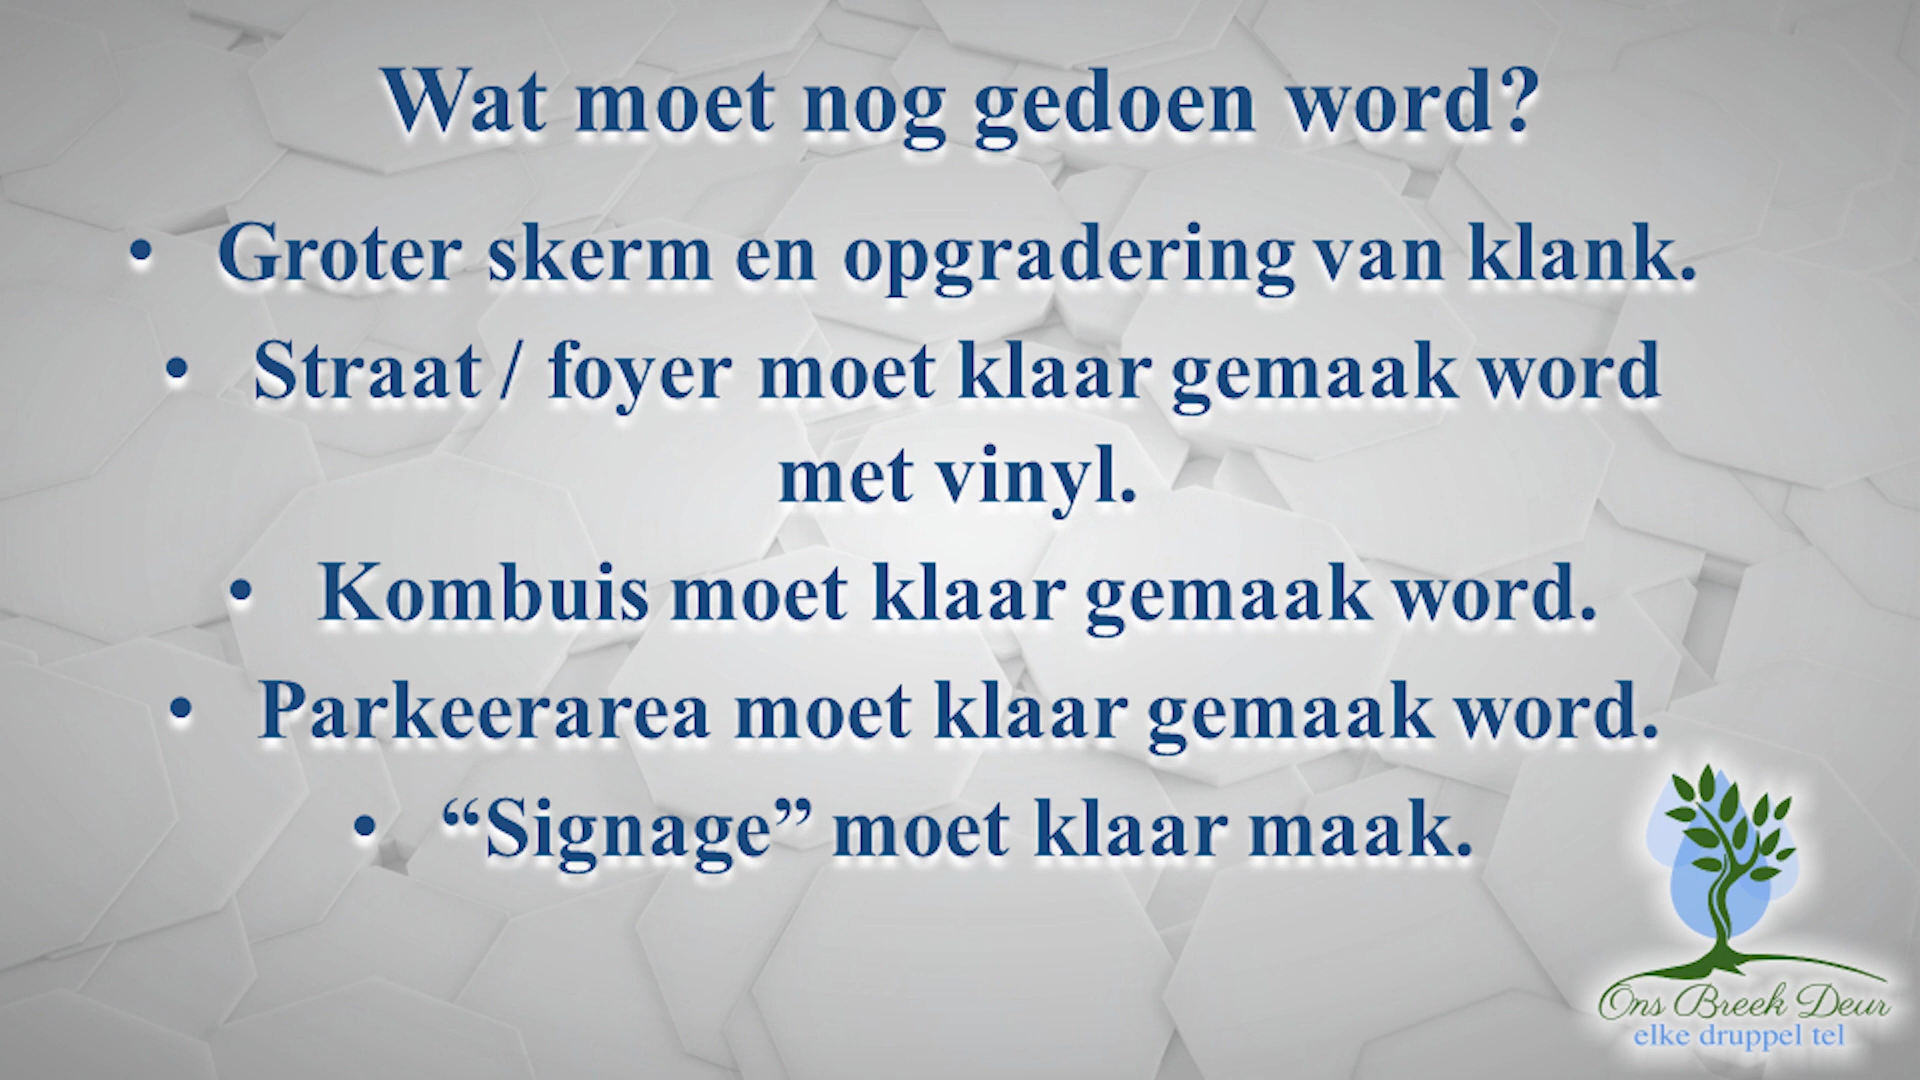 Wat moet nog gedoen word?
• Groter skerm en opgradering van klank.
• Straat / foyer moet klaar gemaak word
met vinyl.
• Kombuis moet klaar gemaak word.
• Parkeerarea moet klaar gemaak word.
• “Signage” moet klaar maak.
Ons Breek Deur
elke druppel tel